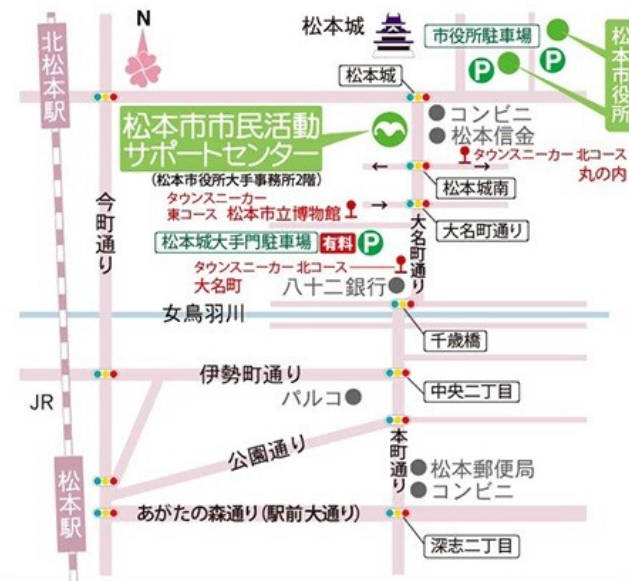 N
松本城
市役所駐車場
P
P
松本市役所
北松本駅
松本城
松本市市民活動
サポートセンター
(松本市役所大手事務所2階)
コンビニ
松本信金
タウンスニーカー 北コース
丸の内
松本城南
タウンスニーカー
東コース 松本市立博物館
大名町通り
今町通り
松本城大手門駐車場 有料 P
大名町通り
タウンスニーカー 北コース
大名町
八十二銀行
女鳥羽川
千歳橋
伊勢町通り
中央二丁目
JR
パルコ
公園通り
本町通り
松本郵便局
コンビニ
松本駅
あがたの森通り(駅前大通り)
深志二丁目